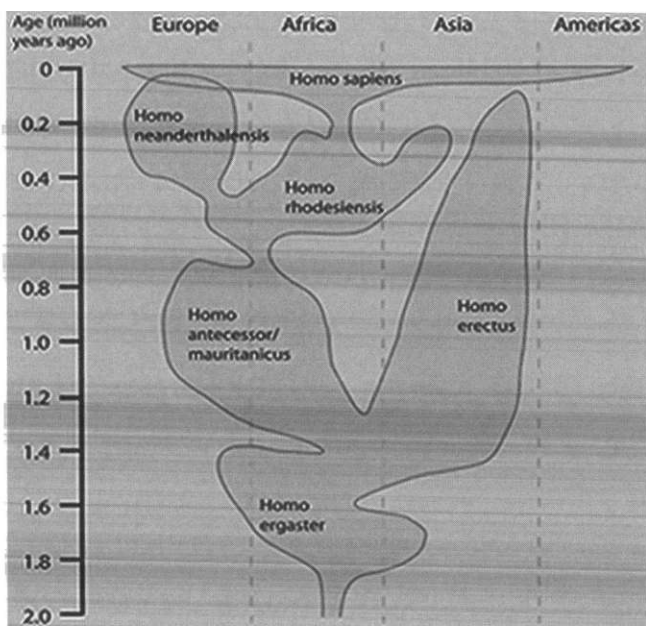 Age (million
years ago)
Europe
Africa
Asia
Americas
0
Homo sapiens
Homo
neanderthalensis
0.2
0.4
Homo
rhodesiensis
0.6
0.8
Homo
antecessor/
mauritanicus
Homo
erectus
1.0
1.2
1.4
Homo
ergaster
1.6
1.8
2.0